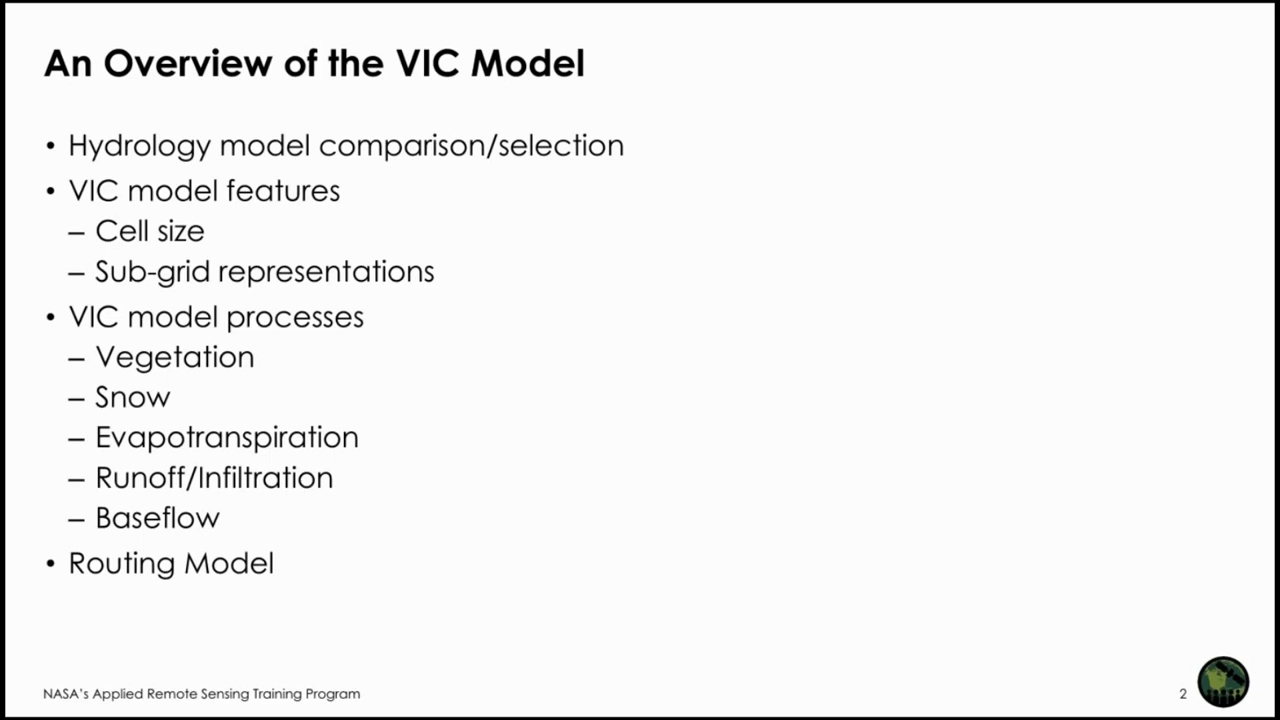 An Overview of the VIC Model
• Hydrology model comparison/selection
• VIC model features
– Cell size
– Sub-grid representations
• VIC model processes
– Vegetation
– Snow
– Evapotranspiration
– Runoff/Infiltration
– Baseflow
• Routing Model
NASA's Applied Remote Sensing Training Program
2